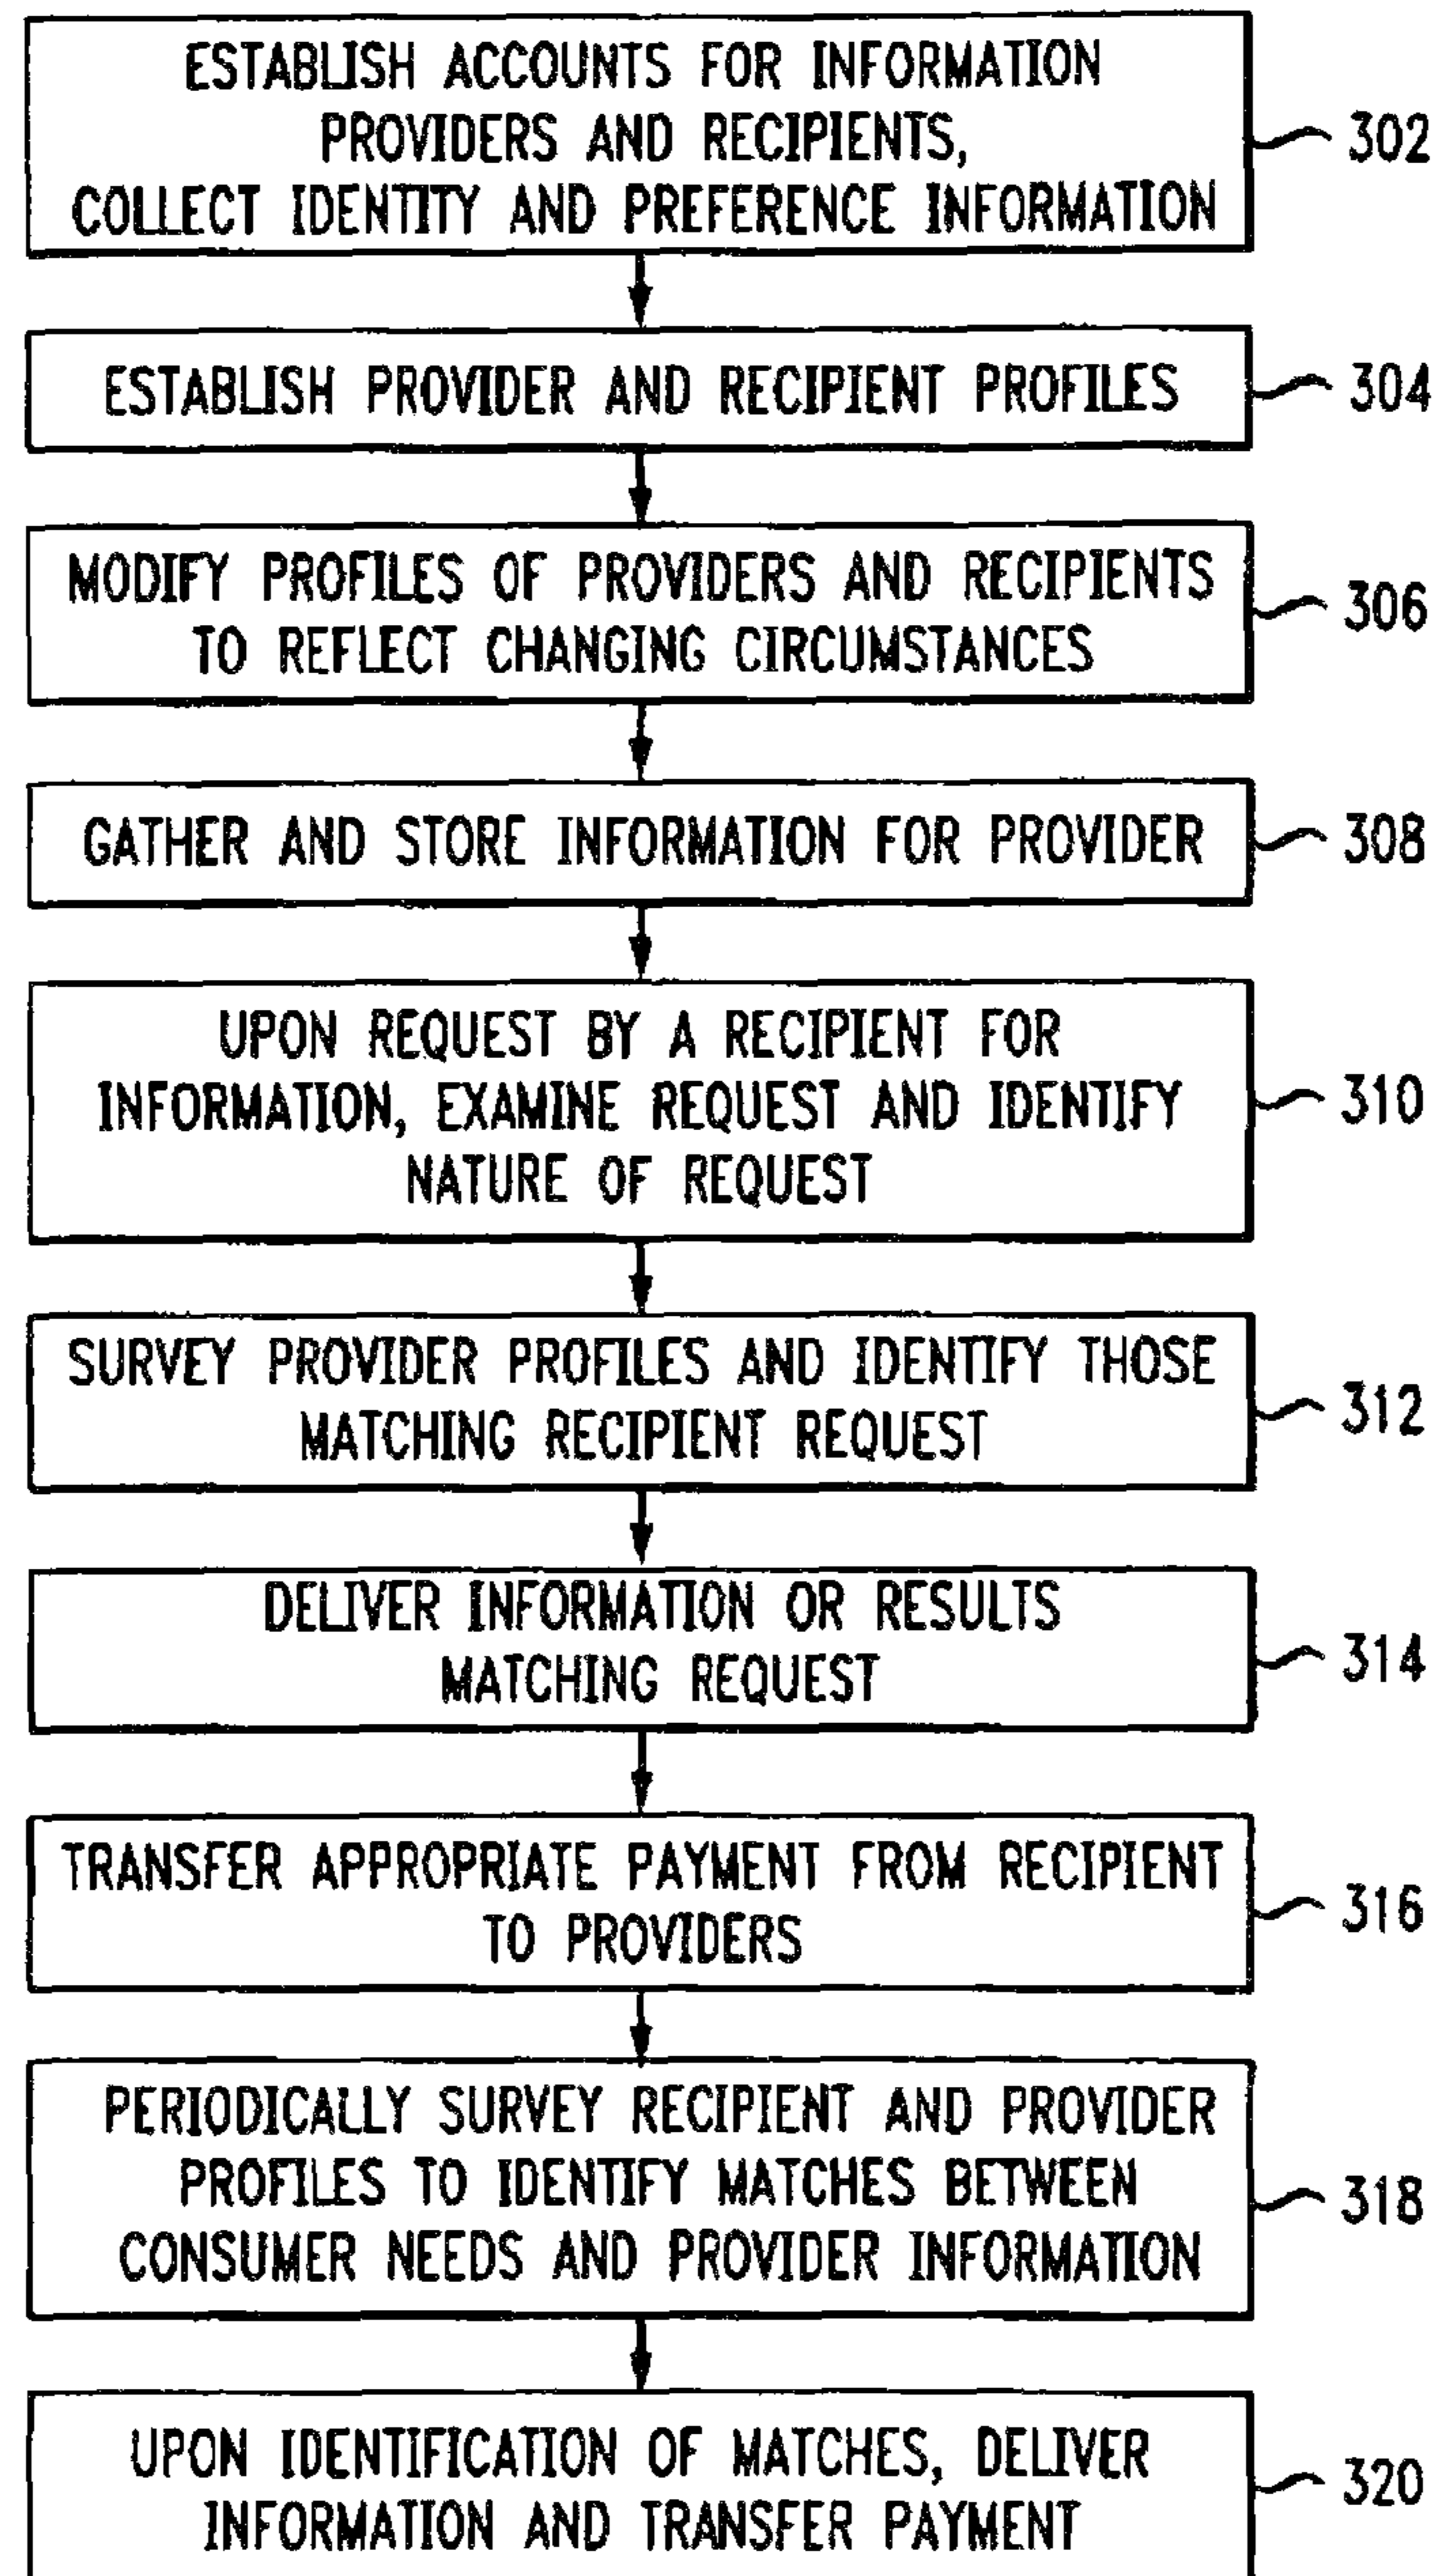 ESTABLISH ACCOUNTS FOR INFORMATION
PROVIDERS AND RECIPIENTS,
COLLECT IDENTITY AND PREFERENCE INFORMATION
302
ESTABLISH PROVIDER AND RECIPIENT PROFILES
304
MODIFY PROFILES OF PROVIDERS AND RECIPIENTS
TO REFLECT CHANGING CIRCUMSTANCES
306
GATHER AND STORE INFORMATION FOR PROVIDER
308
UPON REQUEST BY A RECIPIENT FOR
INFORMATION, EXAMINE REQUEST AND IDENTIFY
NATURE OF REQUEST
310
SURVEY PROVIDER PROFILES AND IDENTIFY THOSE
MATCHING RECIPIENT REQUEST
312
DELIVER INFORMATION OR RESULTS
MATCHING REQUEST
314
TRANSFER APPROPRIATE PAYMENT FROM RECIPIENT
TO PROVIDERS
316
PERIODICALLY SURVEY RECIPIENT AND PROVIDER
PROFILES TO IDENTIFY MATCHES BETWEEN
CONSUMER NEEDS AND PROVIDER INFORMATION
318
UPON IDENTIFICATION OF MATCHES, DELIVER
INFORMATION AND TRANSFER PAYMENT
320